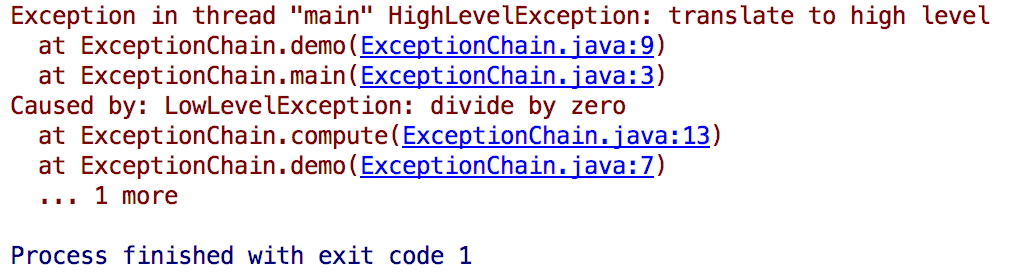 Exception in thread "main" HighLevelException: translate to high level
at ExceptionChain.demo(ExceptionChain.java:9)
at ExceptionChain.main(ExceptionChain.java:3)
Caused by: LowLevelException: divide by zero
at ExceptionChain.compute(ExceptionChain.java:13)
at ExceptionChain.demo(ExceptionChain.java:7)
... 1 more
Process finished with exit code 1